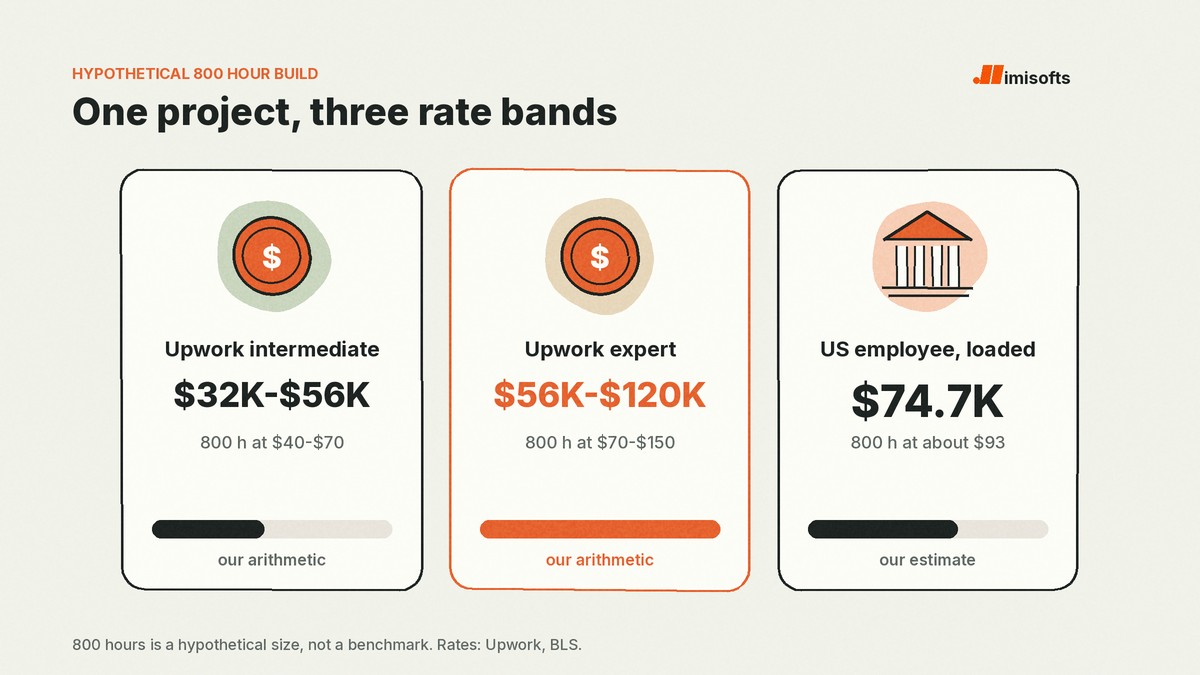 HYPOTHETICAL 800 HOUR BUILD
imisofts
One project, three rate bands
$
Upwork intermediate
$32K-$56K
800 h at $40-$70
our arithmetic
$
Upwork expert
$56K-$120K
800 h at $70-$150
our arithmetic
US employee, loaded
$74.7K
800 h at about $93
our estimate
800 hours is a hypothetical size, not a benchmark. Rates: Upwork, BLS.